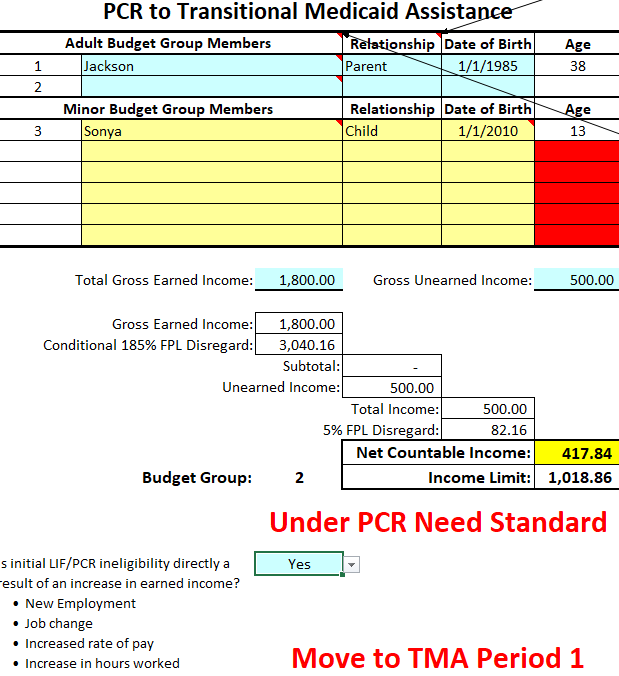 PCR to Transitional Medicaid Assistance
Adult Budget Group Members Relationship Date of Birth Age
1 Jackson Parent 1/1/1985 38
2
Minor Budget Group Members Relationship Date of Birth Age
3 Sonya Child 1/1/2010 13
Total Gross Earned Income: 1,800.00 Gross Unearned Income: 500.00
Gross Earned Income: 1,800.00
Conditional 185% FPL Disregard: 3,040.16
Subtotal: -
Unearned Income: 500.00
Total Income: 500.00
5% FPL Disregard: 82.16
Net Countable Income: 417.84
Budget Group: 2 Income Limit: 1,018.86
Under PCR Need Standard
s initial LIF/PCR ineligibility directly a Yes
result of an increase in earned income?
• New Employment
• Job change
• Increased rate of pay
• Increase in hours worked
Move to TMA Period 1